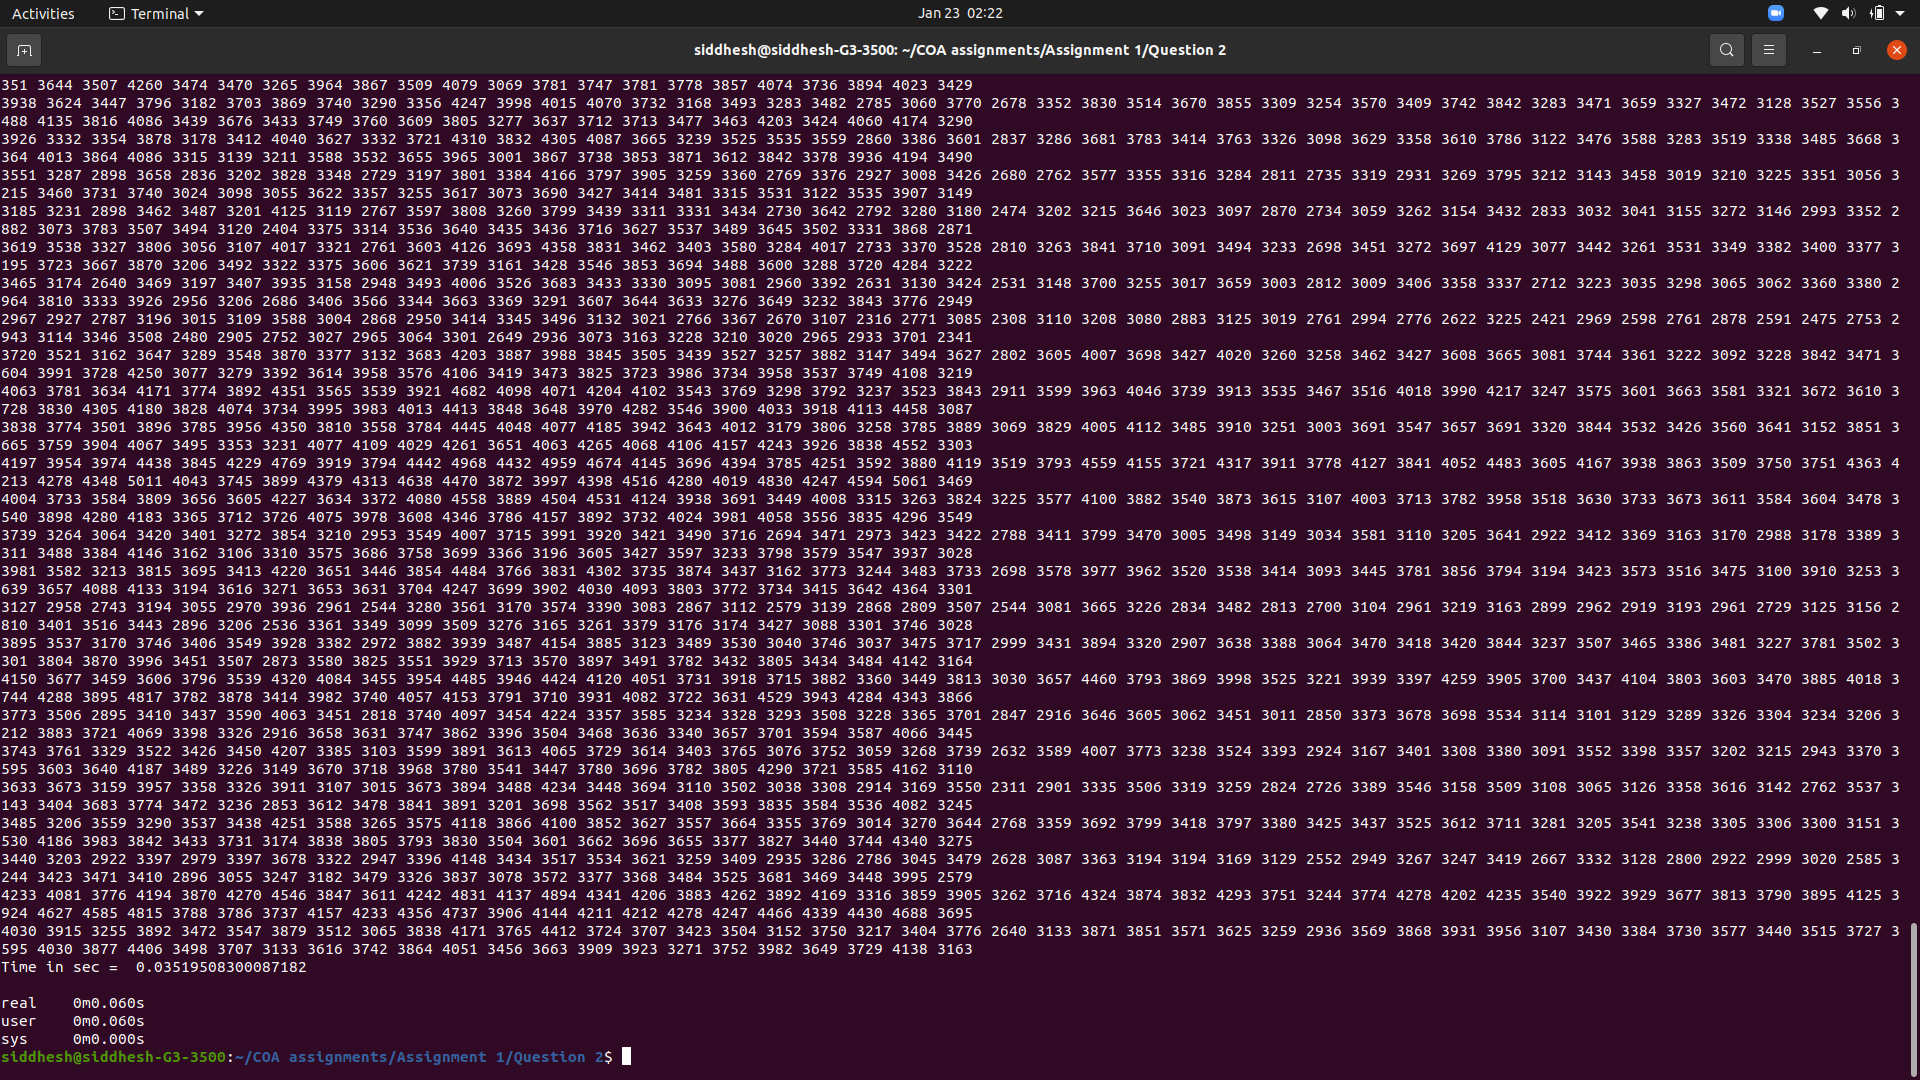 Activities
Terminal
Jan 23 02:22
siddhesh@siddhesh-G3-3500: ~/COA assignments/Assignment 1/Question 2
351 3644 3507 4260 3474 3470 3265 3964 3867 3509 4079 3069 3781 3747 3781 3778 3857 4074 3736 3894 4023 3429
3938 3624 3447 3796 3182 3703 3869 3740 3290 3356 4247 3998 4015 4070 3732 3168 3493 3283 3482 2785 3060 3770 2678 3352 3830 3514 3670 3855 3309 3254 3570 3409 3742 3842 3283 3471 3659 3327 3472 3128 3527 3556 3
488 4135 3816 4086 3439 3676 3433 3749 3760 3609 3805 3277 3637 3712 3713 3477 3463 4203 3424 4060 4174 3290
3926 3332 3354 3878 3178 3412 4040 3627 3332 3721 4310 3832 4305 4087 3665 3239 3525 3535 3559 2860 3386 3601 2837 3286 3681 3783 3414 3763 3326 3098 3629 3358 3610 3786 3122 3476 3588 3283 3519 3338 3485 3668 3
364 4013 3864 4086 3315 3139 3211 3588 3532 3655 3965 3001 3867 3738 3853 3871 3612 3842 3378 3936 4194 3490
3551 3287 2898 3658 2836 3202 3828 3348 2729 3197 3801 3384 4166 3797 3905 3259 3360 2769 3376 2927 3008 3426 2680 2762 3577 3355 3316 3284 2811 2735 3319 2931 3269 3795 3212 3143 3458 3019 3210 3225 3351 3056 3
215 3460 3731 3740 3024 3098 3055 3622 3357 3255 3617 3073 3690 3427 3414 3481 3315 3531 3122 3535 3907 3149
3185 3231 2898 3462 3487 3201 4125 3119 2767 3597 3808 3260 3799 3439 3311 3331 3434 2730 3642 2792 3280 3180 2474 3202 3215 3646 3023 3097 2870 2734 3059 3262 3154 3432 2833 3032 3041 3155 3272 3146 2993 3352 2
882 3073 3783 3507 3494 3120 2404 3375 3314 3536 3640 3435 3436 3716 3627 3537 3489 3645 3502 3331 3868 2871
3619 3538 3327 3806 3056 3107 4017 3321 2761 3603 4126 3693 4358 3831 3462 3403 3580 3284 4017 2733 3370 3528 2810 3263 3841 3710 3091 3494 3233 2698 3451 3272 3697 4129 3077 3442 3261 3531 3349 3382 3400 3377 3
195 3723 3667 3870 3206 3492 3322 3375 3606 3621 3739 3161 3428 3546 3853 3694 3488 3600 3288 3720 4284 3222
3465 3174 2640 3469 3197 3407 3935 3158 2948 3493 4006 3526 3683 3433 3330 3095 3081 2960 3392 2631 3130 3424 2531 3148 3700 3255 3017 3659 3003 2812 3009 3406 3358 3337 2712 3223 3035 3298 3065 3062 3360 3380 2
964 3810 3333 3926 2956 3206 2686 3406 3566 3344 3663 3369 3291 3607 3644 3633 3276 3649 3232 3843 3776 2949
2967 2927 2787 3196 3015 3109 3588 3004 2868 2950 3414 3345 3496 3132 3021 2766 3367 2670 3107 2316 2771 3085 2308 3110 3208 3080 2883 3125 3019 2761 2994 2776 2622 3225 2421 2969 2598 2761 2878 2591 2475 2753 2
943 3114 3346 3508 2480 2905 2752 3027 2965 3064 3301 2649 2936 3073 3163 3228 3210 3020 2965 2933 3701 2341
3720 3521 3162 3647 3289 3548 3870 3377 3132 3683 4203 3887 3988 3845 3505 3439 3527 3257 3882 3147 3494 3627 2802 3605 4007 3698 3427 4020 3260 3258 3462 3427 3608 3665 3081 3744 3361 3222 3092 3228 3842 3471 3
604 3991 3728 4250 3077 3279 3392 3614 3958 3576 4106 3419 3473 3825 3723 3986 3734 3958 3537 3749 4108 3219
4063 3781 3634 4171 3774 3892 4351 3565 3539 3921 4682 4098 4071 4204 4102 3543 3769 3298 3792 3237 3523 3843 2911 3599 3963 4046 3739 3913 3535 3467 3516 4018 3990 4217 3247 3575 3601 3663 3581 3321 3672 3610 3
728 3830 4305 4180 3828 4074 3734 3995 3983 4013 4413 3848 3648 3970 4282 3546 3900 4033 3918 4113 4458 3087
3838 3774 3501 3896 3785 3956 4350 3810 3558 3784 4445 4048 4077 4185 3942 3643 4012 3179 3806 3258 3785 3889 3069 3829 4005 4112 3485 3910 3251 3003 3691 3547 3657 3691 3320 3844 3532 3426 3560 3641 3152 3851 3
665 3759 3904 4067 3495 3353 3231 4077 4109 4029 4261 3651 4063 4265 4068 4106 4157 4243 3926 3838 4552 3303
4197 3954 3974 4438 3845 4229 4769 3919 3794 4442 4968 4432 4959 4674 4145 3696 4394 3785 4251 3592 3880 4119 3519 3793 4559 4155 3721 4317 3911 3778 4127 3841 4052 4483 3605 4167 3938 3863 3509 3750 3751 4363 4
213 4278 4348 5011 4043 3745 3899 4379 4313 4638 4470 3872 3997 4398 4516 4280 4019 4830 4247 4594 5061 3469
4004 3733 3584 3809 3656 3605 4227 3634 3372 4080 4558 3889 4504 4531 4124 3938 3691 3449 4008 3315 3263 3824 3225 3577 4100 3882 3540 3873 3615 3107 4003 3713 3782 3958 3518 3630 3733 3673 3611 3584 3604 3478 3
540 3898 4280 4183 3365 3712 3726 4075 3978 3608 4346 3786 4157 3892 3732 4024 3981 4058 3556 3835 4296 3549
3739 3264 3064 3420 3401 3272 3854 3210 2953 3549 4007 3715 3991 3920 3421 3490 3716 2694 3471 2973 3423 3422 2788 3411 3799 3470 3005 3498 3149 3034 3581 3110 3205 3641 2922 3412 3369 3163 3170 2988 3178 3389 3
311 3488 3384 4146 3162 3106 3310 3575 3686 3758 3699 3366 3196 3605 3427 3597 3233 3798 3579 3547 3937 3028
3981 3582 3213 3815 3695 3413 4220 3651 3446 3854 4484 3766 3831 4302 3735 3874 3437 3162 3773 3244 3483 3733 2698 3578 3977 3962 3520 3538 3414 3093 3445 3781 3856 3794 3194 3423 3573 3516 3475 3100 3910 3253 3
639 3657 4088 4133 3194 3616 3271 3653 3631 3704 4247 3699 3902 4030 4093 3803 3772 3734 3415 3642 4364 3301
3127 2958 2743 3194 3055 2970 3936 2961 2544 3280 3561 3170 3574 3390 3083 2867 3112 2579 3139 2868 2809 3507 2544 3081 3665 3226 2834 3482 2813 2700 3104 2961 3219 3163 2899 2962 2919 3193 2961 2729 3125 3156 2
810 3401 3516 3443 2896 3206 2536 3361 3349 3099 3509 3276 3165 3261 3379 3176 3174 3427 3088 3301 3746 3028
3895 3537 3170 3746 3406 3549 3928 3382 2972 3882 3939 3487 4154 3885 3123 3489 3530 3040 3746 3037 3475 3717 2999 3431 3894 3320 2907 3638 3388 3064 3470 3418 3420 3844 3237 3507 3465 3386 3481 3227 3781 3502 3
301 3804 3870 3996 3451 3507 2873 3580 3825 3551 3929 3713 3570 3897 3491 3782 3432 3805 3434 3484 4142 3164
4150 3677 3459 3606 3796 3539 4320 4084 3455 3954 4485 3946 4424 4120 4051 3731 3918 3715 3882 3360 3449 3813 3030 3657 4460 3793 3869 3998 3525 3221 3939 3397 4259 3905 3700 3437 4104 3803 3603 3470 3885 4018 3
744 4288 3895 4817 3782 3878 3414 3982 3740 4057 4153 3791 3710 3931 4082 3722 3631 4529 3943 4284 4343 3866
3773 3506 2895 3410 3437 3590 4063 3451 2818 3740 4097 3454 4224 3357 3585 3234 3328 3293 3508 3228 3365 3701 2847 2916 3646 3605 3062 3451 3011 2850 3373 3678 3698 3534 3114 3101 3129 3289 3326 3304 3234 3206 3
212 3883 3721 4069 3398 3326 2916 3658 3631 3747 3862 3396 3504 3468 3636 3340 3657 3701 3594 3587 4066 3445
3743 3761 3329 3522 3426 3450 4207 3385 3103 3599 3891 3613 4065 3729 3614 3403 3765 3076 3752 3059 3268 3739 2632 3589 4007 3773 3238 3524 3393 2924 3167 3401 3308 3380 3091 3552 3398 3357 3202 3215 2943 3370 3
595 3603 3640 4187 3489 3226 3149 3670 3718 3968 3780 3541 3447 3780 3696 3782 3805 4290 3721 3585 4162 3110
3633 3673 3159 3957 3358 3326 3911 3107 3015 3673 3894 3488 4234 3448 3694 3110 3502 3038 3308 2914 3169 3550 2311 2901 3335 3506 3319 3259 2824 2726 3389 3546 3158 3509 3108 3065 3126 3358 3616 3142 2762 3537 3
143 3404 3683 3774 3472 3236 2853 3612 3478 3841 3891 3201 3698 3562 3517 3408 3593 3835 3584 3536 4082 3245
3485 3206 3559 3290 3537 3438 4251 3588 3265 3575 4118 3866 4100 3852 3627 3557 3664 3355 3769 3014 3270 3644 2768 3359 3692 3799 3418 3797 3380 3425 3437 3525 3612 3711 3281 3205 3541 3238 3305 3306 3300 3151 3
530 4186 3983 3842 3433 3731 3174 3838 3805 3793 3830 3504 3601 3662 3696 3655 3377 3827 3440 3744 4340 3275
3440 3203 2922 3397 2979 3397 3678 3322 2947 3396 4148 3434 3517 3534 3621 3259 3409 2935 3286 2786 3045 3479 2628 3087 3363 3194 3194 3169 3129 2552 2949 3267 3247 3419 2667 3332 3128 2800 2922 2999 3020 2585 3
244 3423 3471 3410 2896 3055 3247 3182 3479 3326 3837 3078 3572 3377 3368 3484 3525 3681 3469 3448 3995 2579
4233 4081 3776 4194 3870 4270 4546 3847 3611 4242 4831 4137 4894 4341 4206 3883 4262 3892 4169 3316 3859 3905 3262 3716 4324 3874 3832 4293 3751 3244 3774 4278 4202 4235 3540 3922 3929 3677 3813 3790 3895 4125 3
924 4627 4585 4815 3788 3786 3737 4157 4233 4356 4737 3906 4144 4211 4212 4278 4247 4466 4339 4430 4688 3695
4030 3915 3255 3892 3472 3547 3879 3512 3065 3838 4171 3765 4412 3724 3707 3423 3504 3152 3750 3217 3404 3776 2640 3133 3871 3851 3571 3625 3259 2936 3569 3868 3931 3956 3107 3430 3384 3730 3577 3440 3515 3727 3
595 4030 3877 4406 3498 3707 3133 3616 3742 3864 4051 3456 3663 3909 3923 3271 3752 3982 3649 3729 4138 3163
Time in sec =  0.03519508300087182
real    0m0.060s
user    0m0.060s
sys     0m0.000s
siddhesh@siddhesh-G3-3500:~/COA assignments/Assignment 1/Question 2$